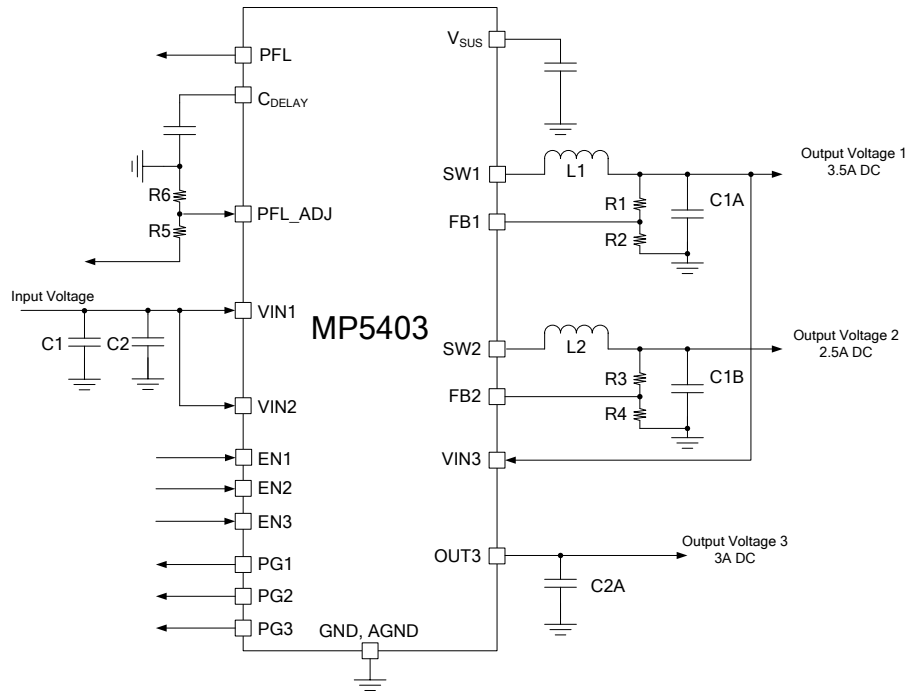 PFL
C_DELAY
R6
PFL_ADJ
R5
Input Voltage
VIN1
C1
C2
VIN2
EN1
EN2
EN3
PG1
PG2
PG3
GND, AGND
MP5403
V_SUS
SW1
L1
Output Voltage 1
3.5A DC
R1
C1A
FB1
R2
SW2
L2
Output Voltage 2
2.5A DC
R3
C1B
FB2
R4
VIN3
OUT3
Output Voltage 3
3A DC
C2A